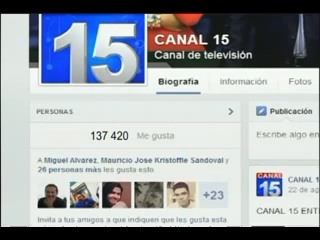 15
CANAL 15
Canal de televisión
Biografía
Información
Fotos
PERSONAS
137 420 Me gusta
A Miguel Alvarez, Mauricio Jose Kristoffle Sandoval y
26 personas más les gusta esto
+23
Invita a tus amigos a que indiquen que les gusta esta
Publicación
Escribe algo en
CANAL
15
CANAL 15
22 de ag
CANAL 15 ENT